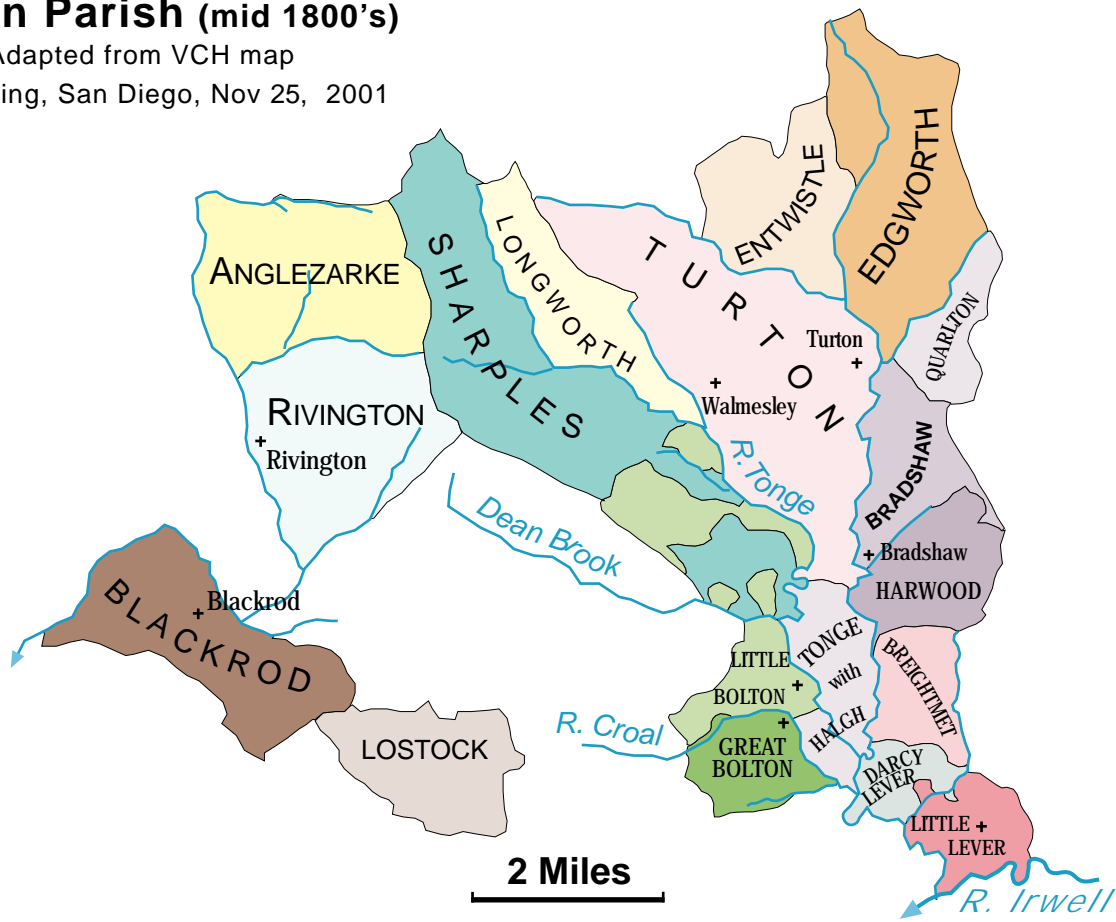 n Parish (mid 1800's)
Adapted from VCH map
ing, San Diego, Nov 25, 2001
EDGWORTH
ENTWISTLE
ANGLEZARKE
SHARPLES
LONGWORTH
TURTON
Turton
QUARLTON
Walmesley
RIVINGTON
Rivington
R. Tonge
BRADSHAW
Dean Brook
Bradshaw
HARWOOD
BLACKROD
Blackrod
TONGE
with
HALGH
LITTLE
BOLTON
BREIGHTMET
R. Croal
GREAT
BOLTON
LOSTOCK
DARCY
LEVER
LITTLE
LEVER
2 Miles
R. Irwell